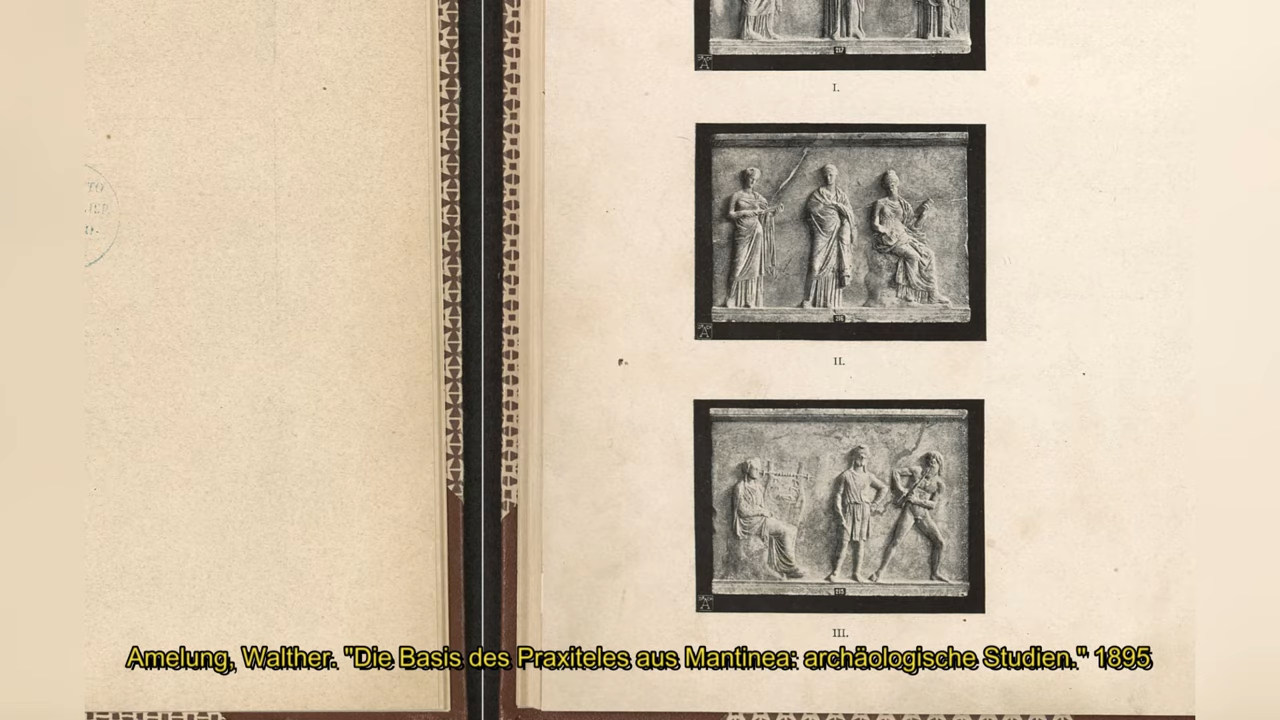 I.
II.
III.
Amelung, Walther. "Die Basis des Praxiteles aus Mantinea: archäologische Studien." 1895